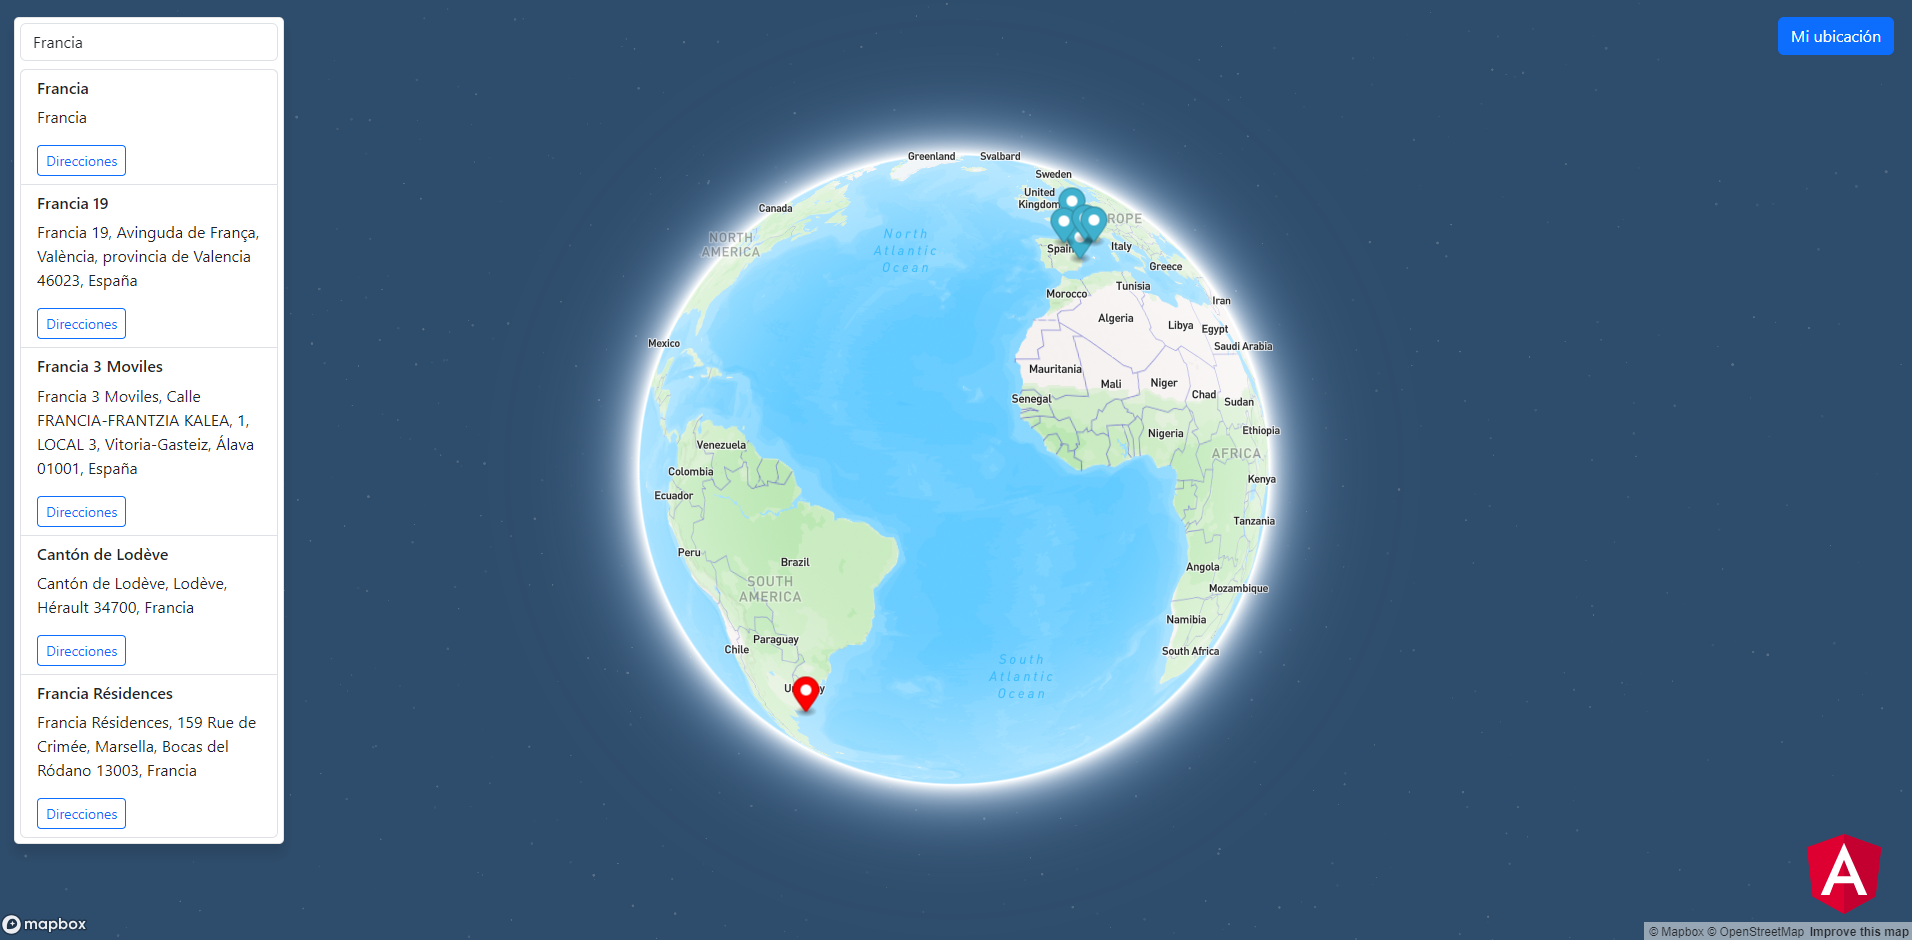 Francia
Francia
Francia
Direcciones
Francia 19
Francia 19, Avinguda de França,
València, provincia de Valencia
46023, España
Direcciones
Francia 3 Moviles
Francia 3 Moviles, Calle
FRANCIA-FRANTZIA KALEA, 1,
LOCAL 3, Vitoria-Gasteiz, Álava
01001, España
Direcciones
Cantón de Lodève
Cantón de Lodève, Lodève,
Hérault 34700, Francia
Direcciones
Francia Résidences
Francia Résidences, 159 Rue de
Crimée, Marsella, Bocas del
Ródano 13003, Francia
Direcciones
Mi ubicación
Greenland
Svalbard
Sweden
United
Kingdom
Canada
NORTH
AMERICA
North
Atlantic
Ocean
Spain
Italy
Greece
Morocco
Tunisia
Iran
Algeria
Libya
Egypt
Saudi Arabia
Mexico
Mauritania
Mali
Niger
Chad
Sudan
Senegal
Nigeria
Ethiopia
AFRICA
Venezuela
Colombia
Ecuador
Kenya
Tanzania
Peru
Brazil
SOUTH
AMERICA
Angola
Mozambique
Namibia
Paraguay
Chile
South Africa
South
Atlantic
Ocean
A
mapbox
© Mapbox © OpenStreetMap Improve this map